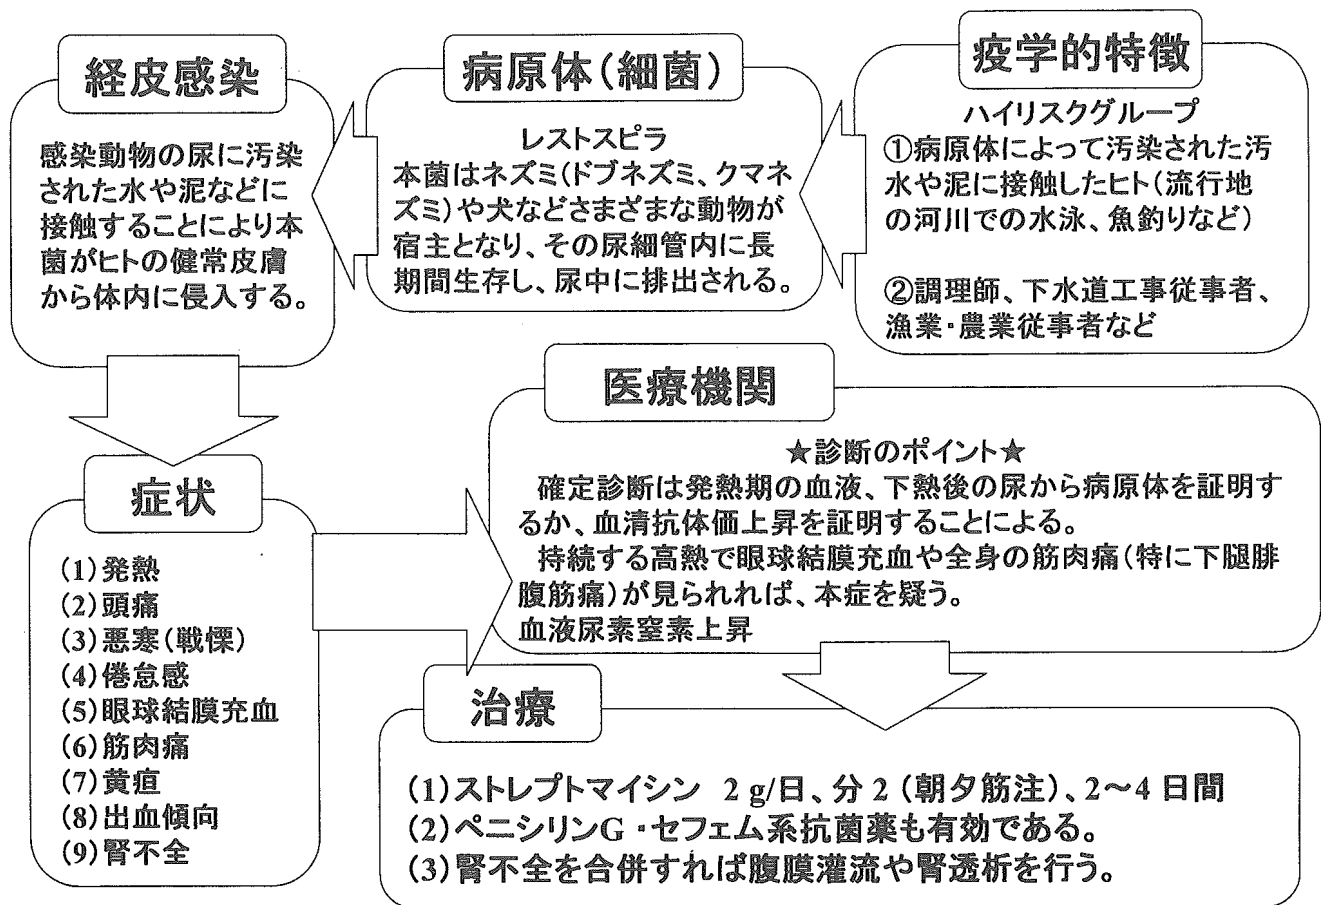 経皮感染
感染動物の尿に汚染
された水や泥などに
接触することにより本
菌がヒトの健常皮膚
から体内に侵入する。
病原体(細菌)
レストスピラ
本菌はネズミ(ドブネズミ、クマネ
ズミ)や犬などさまざまな動物が
宿主となり、その尿細管内に長
期間生存し、尿中に排出される。
疫学的特徴
ハイリスクグループ
①病原体によって汚染された汚
水や泥に接触したヒト(流行地
の河川での水泳、魚釣りなど)
②調理師、下水道工事従事者、
漁業・農業従事者など
症状
(1)発熱
(2)頭痛
(3)悪寒(戦慄)
(4)倦怠感
(5)眼球結膜充血
(6)筋肉痛
(7)黄疸
(8)出血傾向
(9)腎不全
医療機関
★診断のポイント★
確定診断は発熱期の血液、下熱後の尿から病原体を証明す
るか、血清抗体価上昇を証明することによる。
持続する高熱で眼球結膜充血や全身の筋肉痛(特に下腿腓
腹筋痛)が見られれば、本症を疑う。
血液尿素窒素上昇
治療
(1)ストレプトマイシン 2 g/日、分 2 (朝夕筋注)、2〜4 日間
(2)ペニシリンG・セフェム系抗菌薬も有効である。
(3)腎不全を合併すれば腹膜灌流や腎透析を行う。